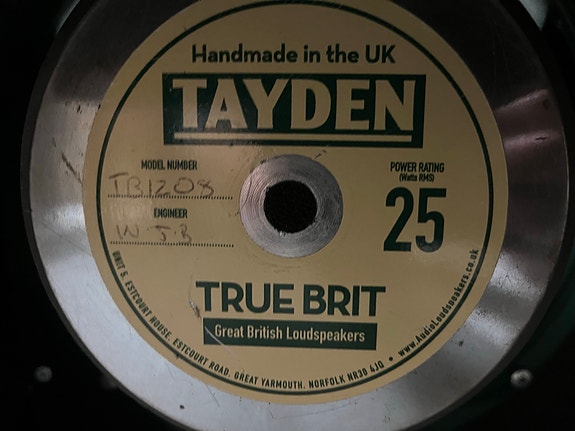 Handmade in the UK
TAYDEN
MODEL NUMBER
TB1208
ENGINEER
W J.B
POWER RATING
(Watts RMS)
25
TRUE BRIT
Great British Loudspeakers
UNIT 5, ESTCOURT HOUSE, ESTCOURT ROAD, GREAT YARMOUTH, NORFOLK NR30 4JQ • www.AudioLoudspeakers.co.uk